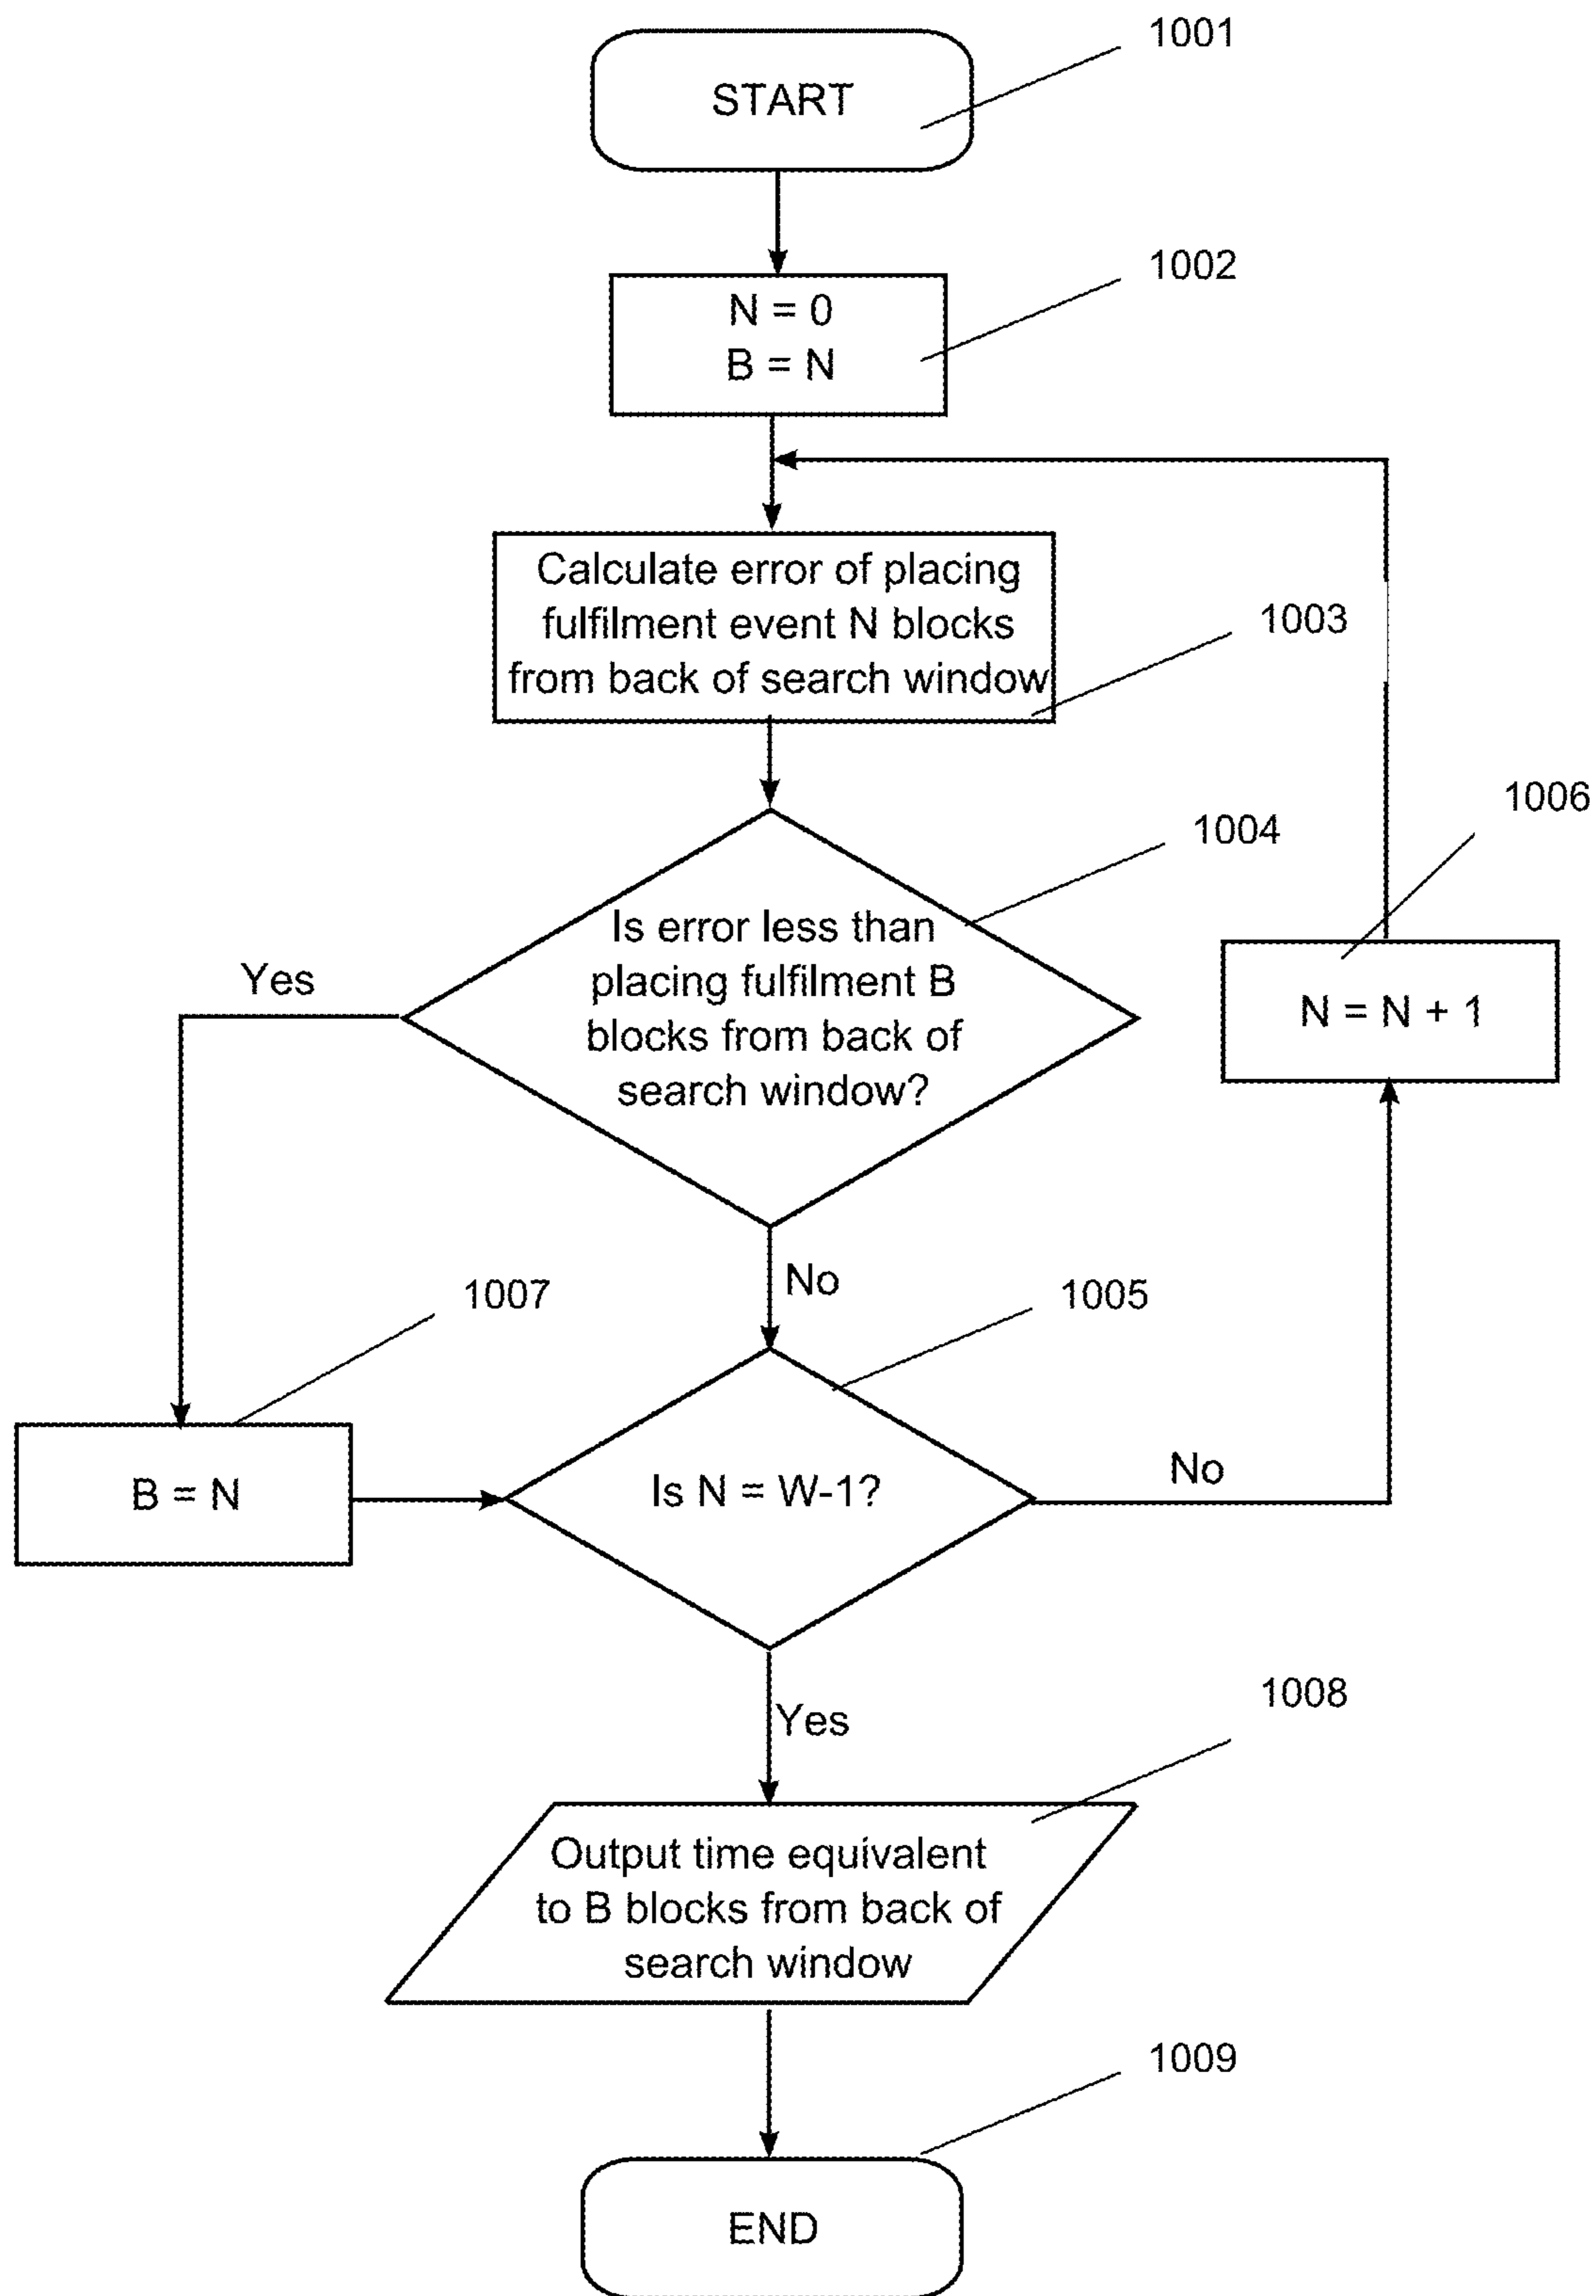 1001
START
1002
N = 0
B = N
Calculate error of placing
fulfilment event N blocks
from back of search window
1003
1006
1004
Is error less than
placing fulfilment B
blocks from back of
search window?
Yes
N = N + 1
No
1007
1005
B = N
Is N = W-1?
No
Yes
1008
Output time equivalent
to B blocks from back of
search window
1009
END